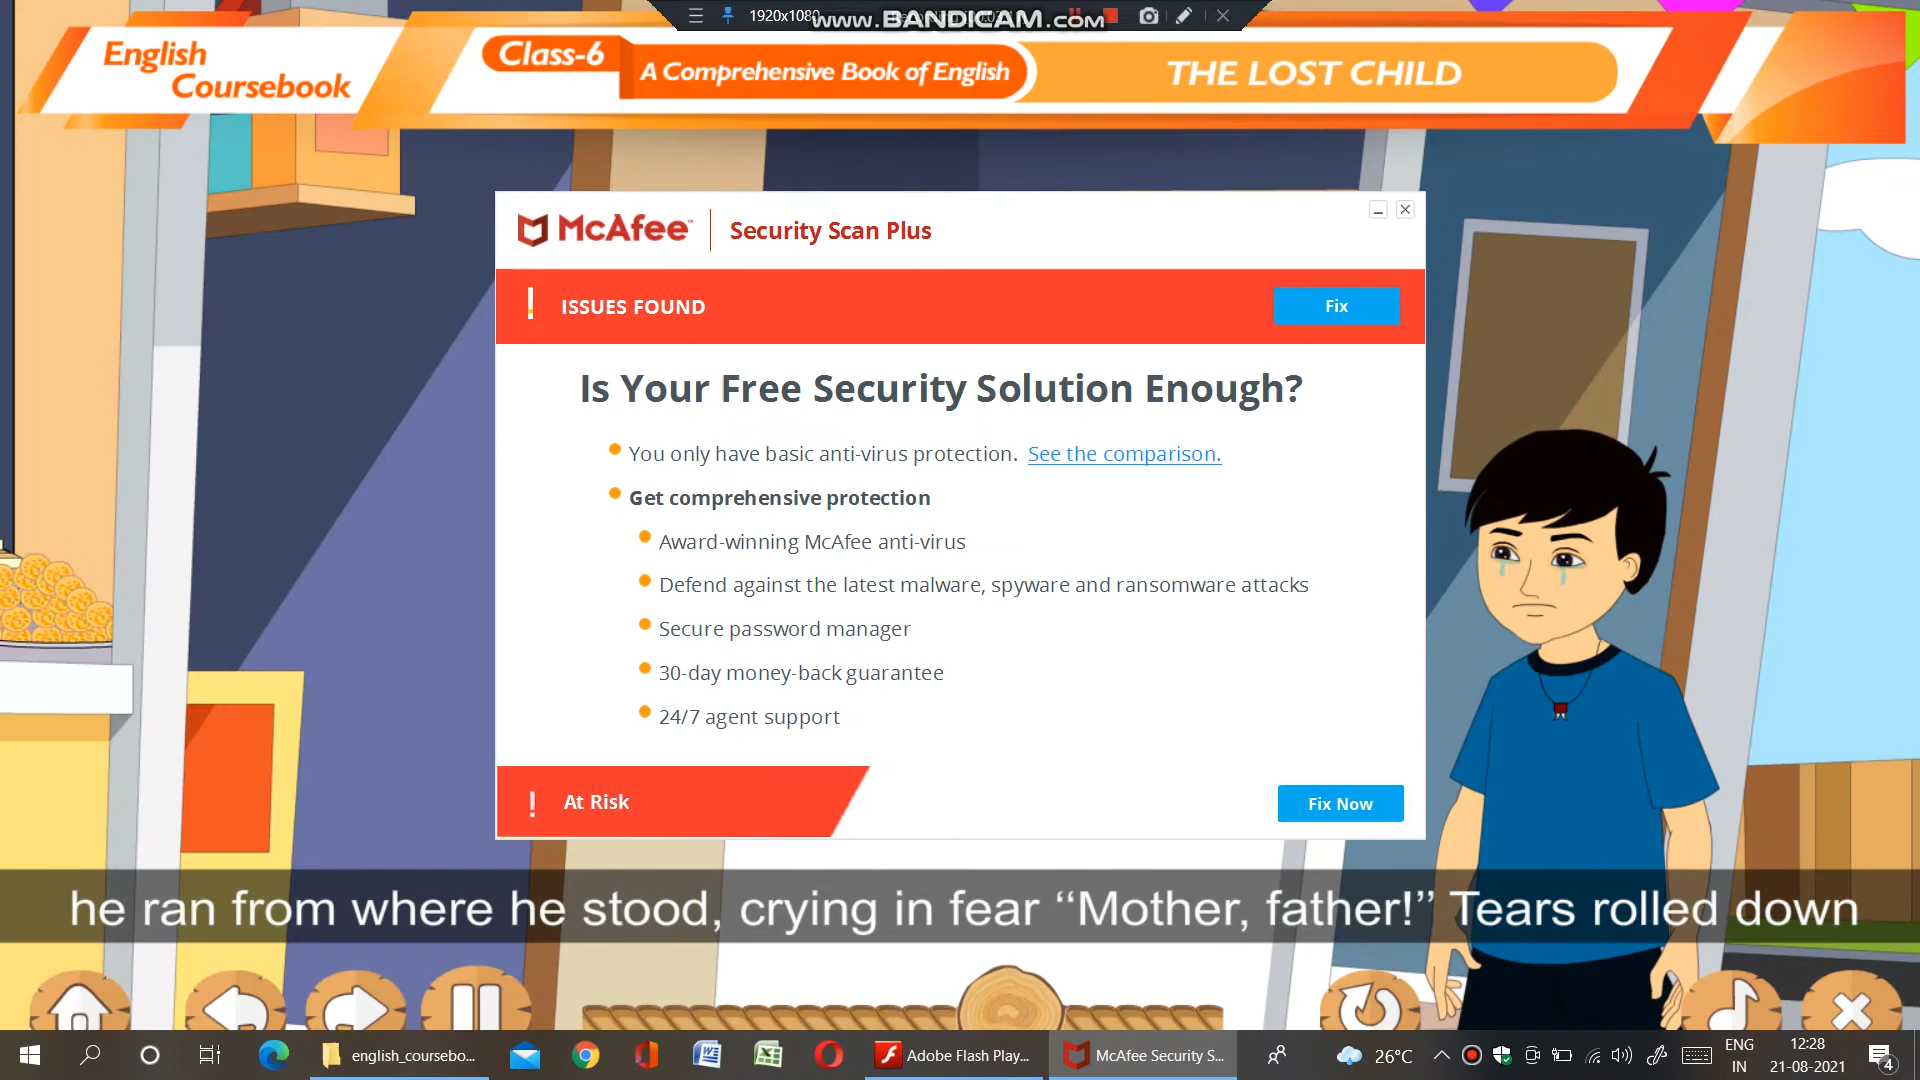 1920x1080
www.BANDICAM.com
English
Coursebook
Class-6
A Comprehensive Book of English
THE LOST CHILD
McAfee™
Security Scan Plus
! ISSUES FOUND
Fix
Is Your Free Security Solution Enough?
You only have basic anti-virus protection. See the comparison.
Get comprehensive protection
Award-winning McAfee anti-virus
Defend against the latest malware, spyware and ransomware attacks
Secure password manager
30-day money-back guarantee
24/7 agent support
! At Risk
Fix Now
he ran from where he stood, crying in fear “Mother, father!” Tears rolled down
english_coursebo...
Adobe Flash Play...
McAfee Security S...
26°C
ENG
IN
12:28
21-08-2021
4